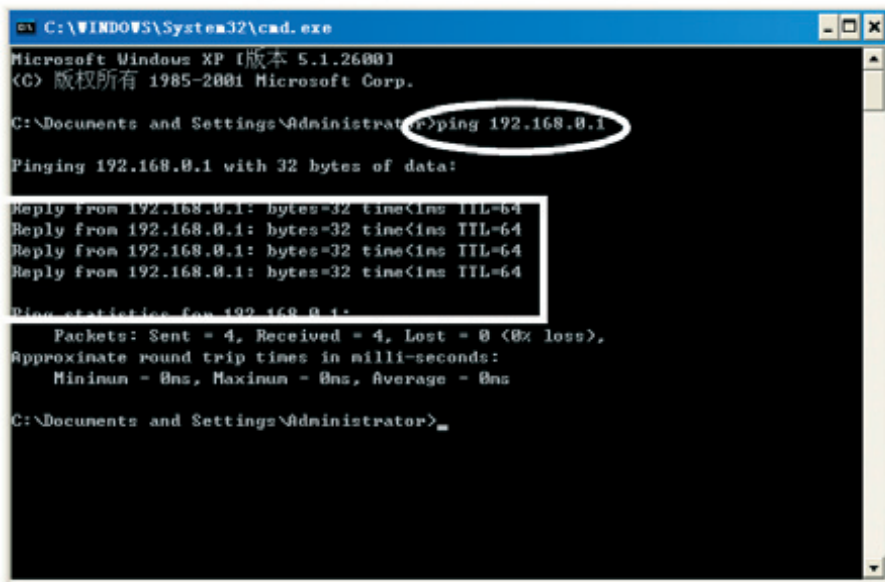 C:\WINDOWS\System32\cmd.exe
Microsoft Windows XP [版本 5.1.2600]
(C) 版权所有 1985-2001 Microsoft Corp.
C:\Documents and Settings\Administrator>ping 192.168.0.1
Pinging 192.168.0.1 with 32 bytes of data:
Reply from 192.168.0.1: bytes=32 time<1ms TTL=64
Reply from 192.168.0.1: bytes=32 time<1ms TTL=64
Reply from 192.168.0.1: bytes=32 time<1ms TTL=64
Reply from 192.168.0.1: bytes=32 time<1ms TTL=64
Ping statistics for 192.168.0.1:
Packets: Sent = 4, Received = 4, Lost = 0 (0% loss),
Approximate round trip times in milli-seconds:
Minimum = 0ms, Maximum = 0ms, Average = 0ms
C:\Documents and Settings\Administrator>_